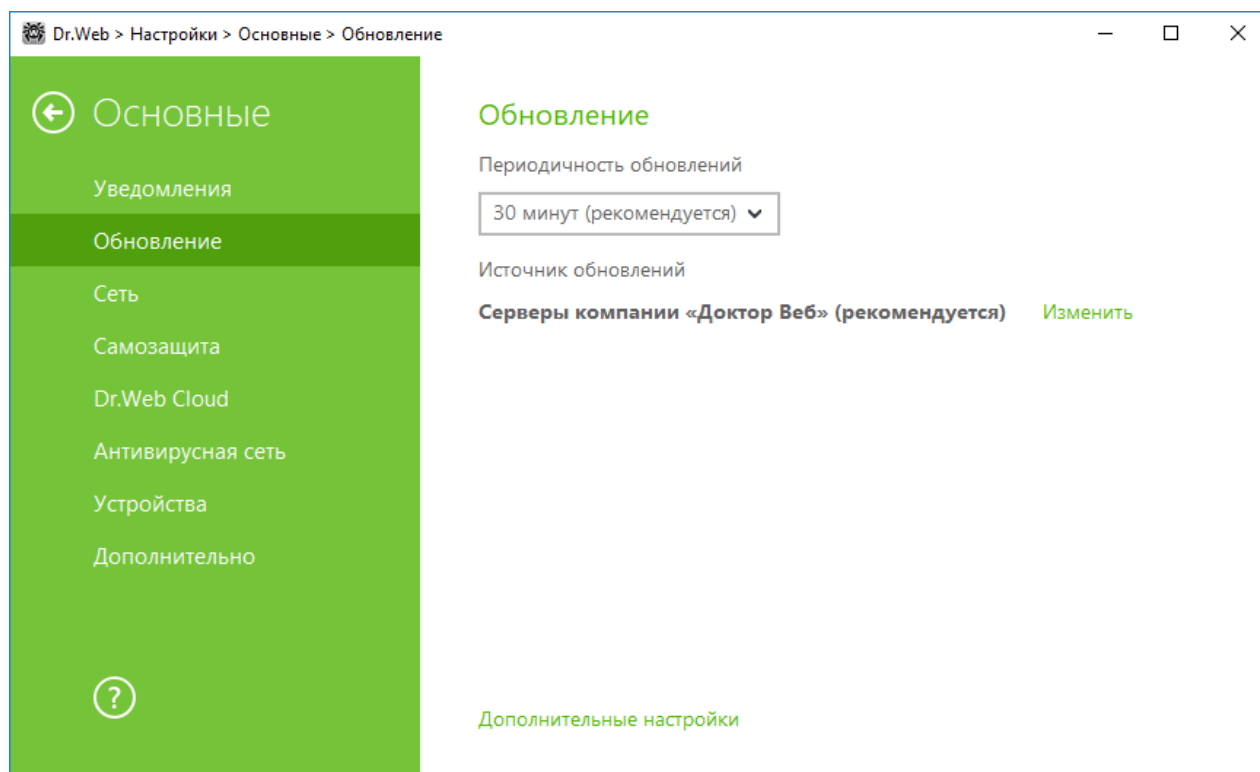 Dr.Web > Настройки > Основные > Обновление
Основные
Уведомления
Обновление
Сеть
Самозащита
Dr.Web Cloud
Антивирусная сеть
Устройства
Дополнительно
?
Обновление
Периодичность обновлений
30 минут (рекомендуется)
Источник обновлений
Серверы компании «Доктор Веб» (рекомендуется) Изменить
Дополнительные настройки